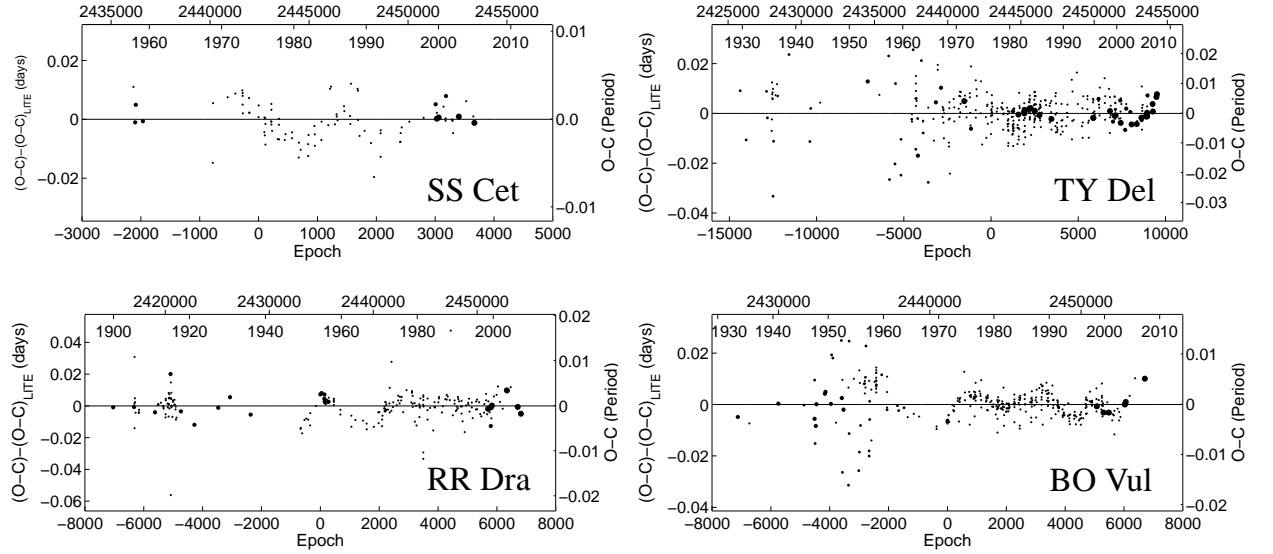 2435000 2440000 2445000 2450000 2455000
1960 1970 1980 1990 2000 2010
0.02
0
−0.02
0.01
0.0
−0.01
(O−C)−(O−C)LITE (days)
O−C (Period)
SS Cet
−3000 −2000 −1000 0 1000 2000 3000 4000 5000
Epoch
2425000 2430000 2435000 2440000 2445000 2450000 2455000
1930 1940 1950 1960 1970 1980 1990 2000 2010
0.02
0
−0.02
−0.04
0.02
0.01
0
−0.01
−0.02
−0.03
(O−C)−(O−C)LITE (days)
O−C (Period)
TY Del
−15000 −10000 −5000 0 5000 10000
Epoch
2420000 2430000 2440000 2450000
1900 1920 1940 1960 1980 2000
0.04
0.02
0
−0.02
−0.04
−0.06
0.02
0.01
0
−0.01
−0.02
(O−C)−(O−C)LITE (days)
O−C (Period)
RR Dra
−8000 −6000 −4000 −2000 0 2000 4000 6000 8000
Epoch
2430000 2440000 2450000
1930 1940 1950 1960 1970 1980 1990 2000 2010
0.02
0
−0.02
−0.04
0.01
0
−0.01
−0.02
(O−C)−(O−C)LITE (days)
O−C (Period)
BO Vul
−8000 −6000 −4000 −2000 0 2000 4000 6000 8000
Epoch